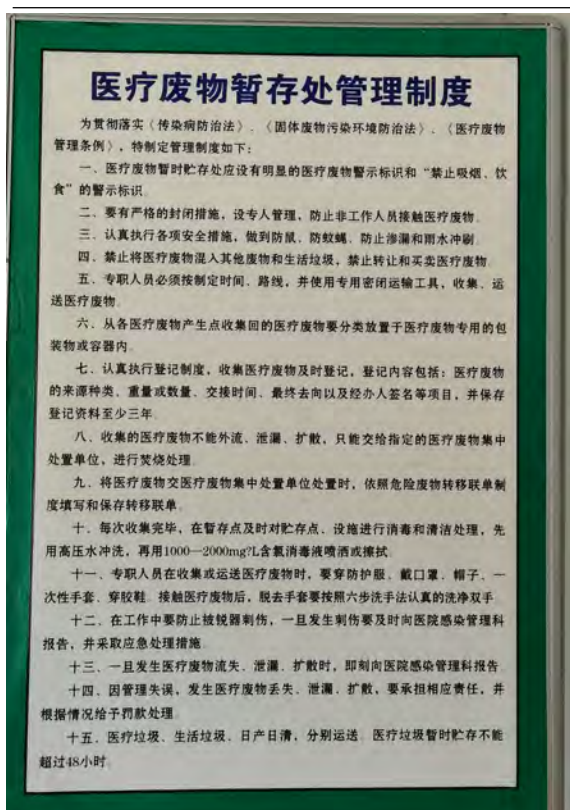 医疗废物暂存处管理制度
为贯彻落实〈传染病防治法〉、〈固体废物污染环境防治法〉、〈医疗废物
管理条例〉，特制定管理制度如下：
一、医疗废物暂时贮存处应设有明显的医疗废物警示标识和“禁止吸烟、饮
食”的警示标识
二、要有严格的封闭措施，设专人管理，防止非工作人员接触医疗废物
三、认真执行各项安全措施，做到防鼠、防蚊蝇、防止渗漏和雨水冲刷
四、禁止将医疗废物混入其他废物和生活垃圾，禁止转让和买卖医疗废物
五、专职人员必须按制定时间、路线，并使用专用密闭运输工具，收集、运
送医疗废物
六、从各医疗废物产生点收集回的医疗废物要分类放置于医疗废物专用的包
装物或容器内
七、认真执行登记制度，收集医疗废物及时登记，登记内容包括：医疗废物
的来源种类、重量或数量、交接时间、最终去向以及经办人签名等项目，并保存
登记资料至少三年
八、收集的医疗废物不能外流、泄漏、扩散，只能交给指定的医疗废物集中
处置单位，进行焚烧处理
九、将医疗废物交医疗废物集中处置单位处置时，依照危险废物转移联单制
度填写和保存转移联单
十、每次收集完毕，在暂存点及时对贮存点、设施进行消毒和清洁处理，先
用高压水冲洗，再用1000—2000mg?L含氯消毒液喷洒或擦拭
十一、专职人员在收集或运送医疗废物时，要穿防护服、戴口罩、帽子、一
次性手套、穿胶鞋 接触医疗废物后，脱去手套要按照六步洗手法认真的洗净双手
十二、在工作中要防止被锐器刺伤，一旦发生刺伤要及时向医院感染管理科
报告，并采取应急处理措施
十三、一旦发生医疗废物流失、泄漏、扩散时，即刻向医院感染管理科报告
十四、因管理失误，发生医疗废物丢失、泄漏、扩散，要承担相应责任，并
根据情况给予罚款处理
十五、医疗垃圾、生活垃圾、日产日清，分别运送 医疗垃圾暂时贮存不能
超过48小时